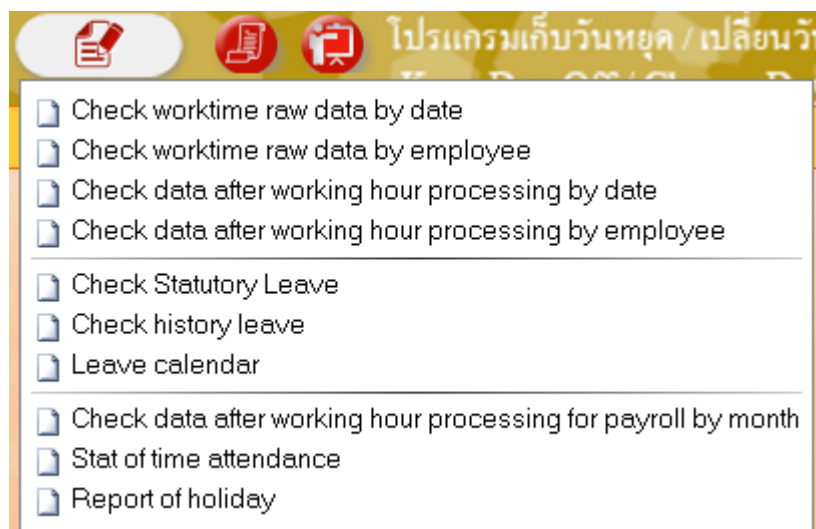 โปรแกรมเก็บวันหยุด / เปลี่ยน
Check worktime raw data by date
Check worktime raw data by employee
Check data after working hour processing by date
Check data after working hour processing by employee
Check Statutory Leave
Check history leave
Leave calendar
Check data after working hour processing for payroll by month
Stat of time attendance
Report of holiday